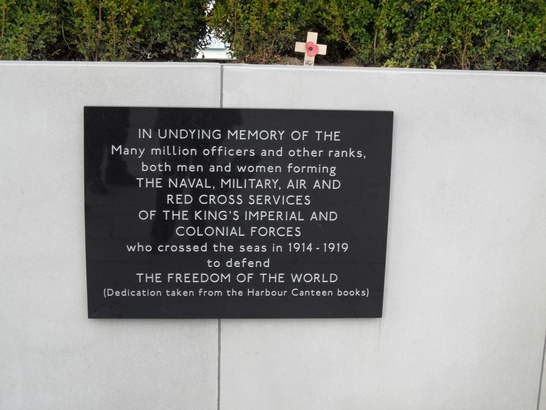 IN UNDYING MEMORY OF THE
Many million officers and other ranks,
both men and women forming
THE NAVAL, MILITARY, AIR AND
RED CROSS SERVICES
OF THE KING'S IMPERIAL AND
COLONIAL FORCES
who crossed the seas in 1914 - 1919
to defend
THE FREEDOM OF THE WORLD
(Dedication taken from the Harbour Canteen books)